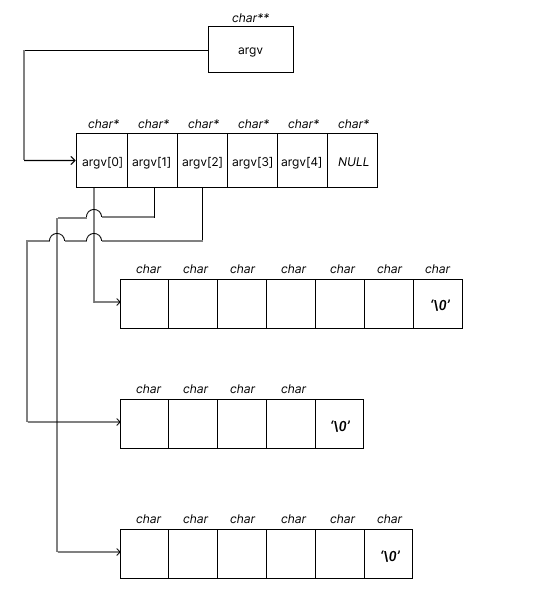 char**
argv
char* char* char* char* char* char*
argv[0] argv[1] argv[2] argv[3] argv[4] NULL
char char char char char char char
'\0'
char char char char
'\0'
char char char char char char
'\0'